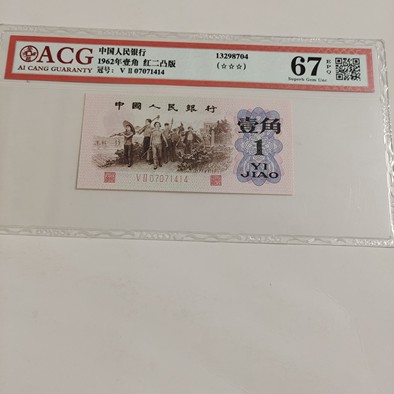 ACG
AI CANG GUARANTY
中国人民银行
1962年壹角 红二凸版
冠号: V II 07071414
13298704
(☆☆☆)
67 EPQ
Superb Gem Unc
中國人民銀行
壹角
1
YI
JIAO
V II 07071414